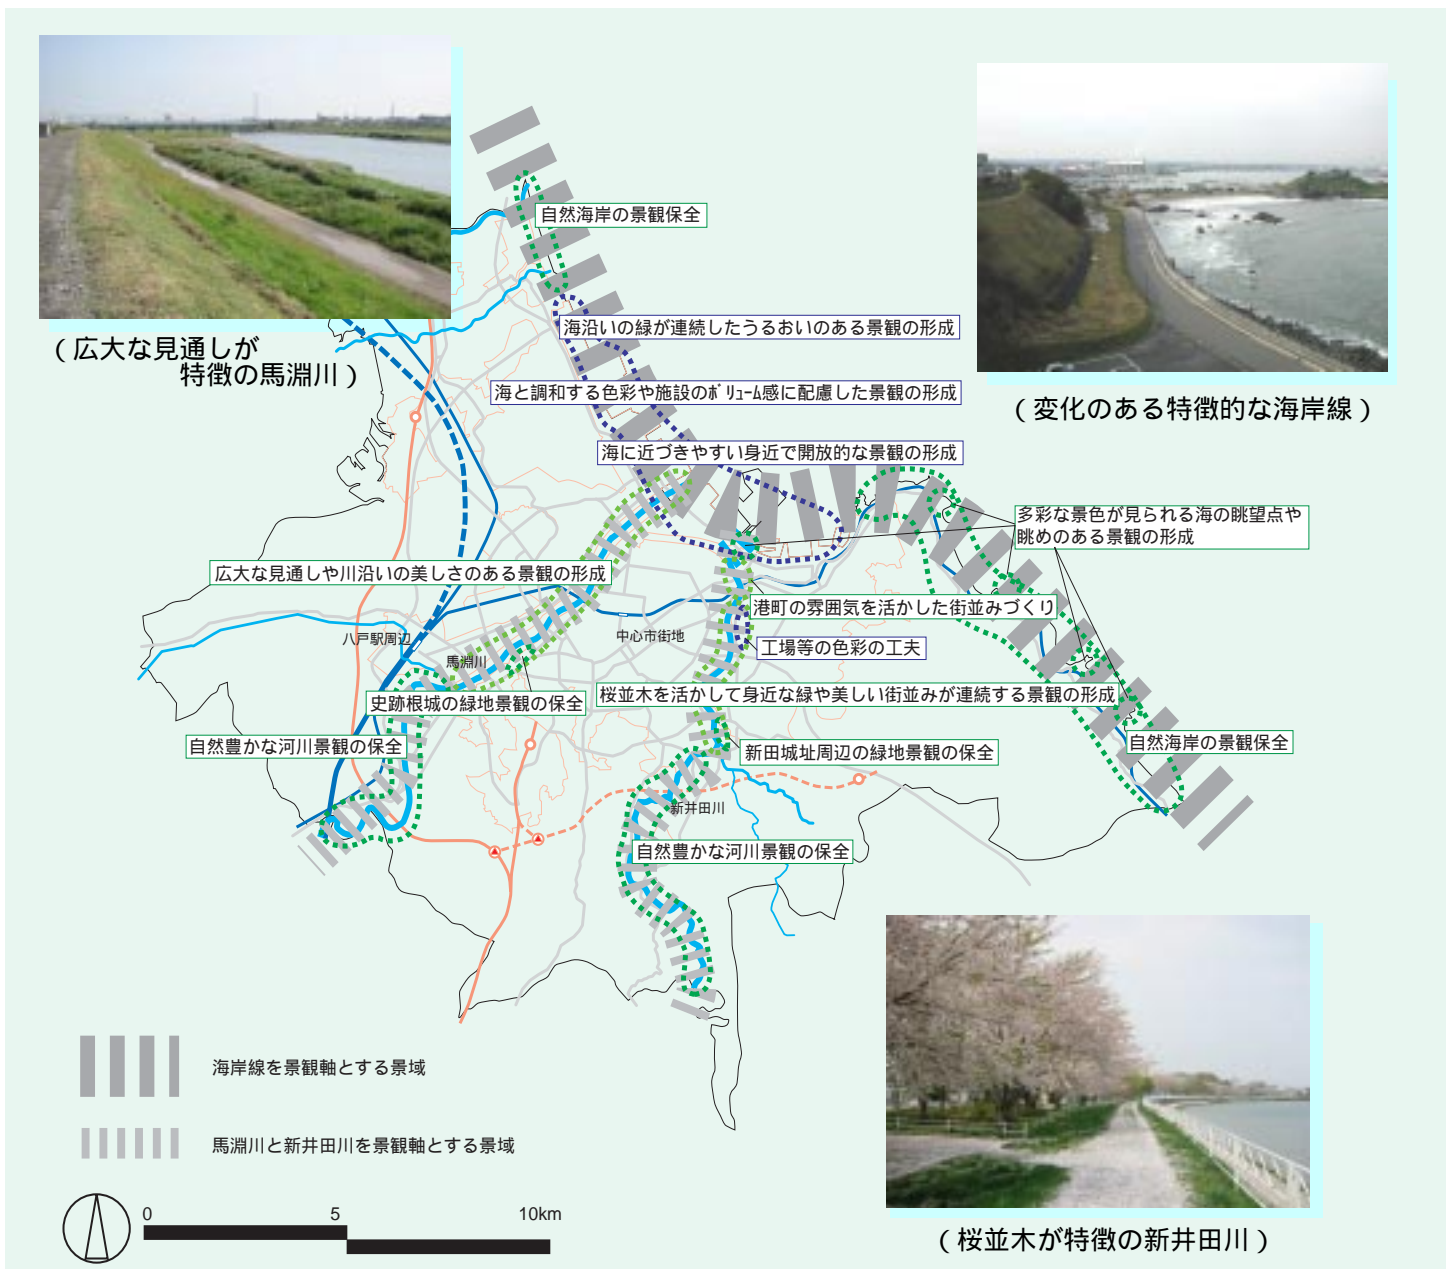 （広大な見通しが
特徴の馬淵川）
（変化のある特徴的な海岸線）
自然海岸の景観保全
海沿いの緑が連続したうるおいのある景観の形成
海と調和する色彩や施設のﾎﾞﾘｭｰﾑ感に配慮した景観の形成
海に近づきやすい身近で開放的な景観の形成
多彩な景色が見られる海の眺望点や
眺めのある景観の形成
広大な見通しや川沿いの美しさのある景観の形成
港町の雰囲気を活かした街並みづくり
八戸駅周辺
中心市街地
工場等の色彩の工夫
馬淵川
史跡根城の緑地景観の保全
桜並木を活かして身近な緑や美しい街並みが連続する景観の形成
自然豊かな河川景観の保全
新田城址周辺の緑地景観の保全
自然海岸の景観保全
新井田川
自然豊かな河川景観の保全
海岸線を景観軸とする景域
馬淵川と新井田川を景観軸とする景域
0 5 10km
（桜並木が特徴の新井田川）